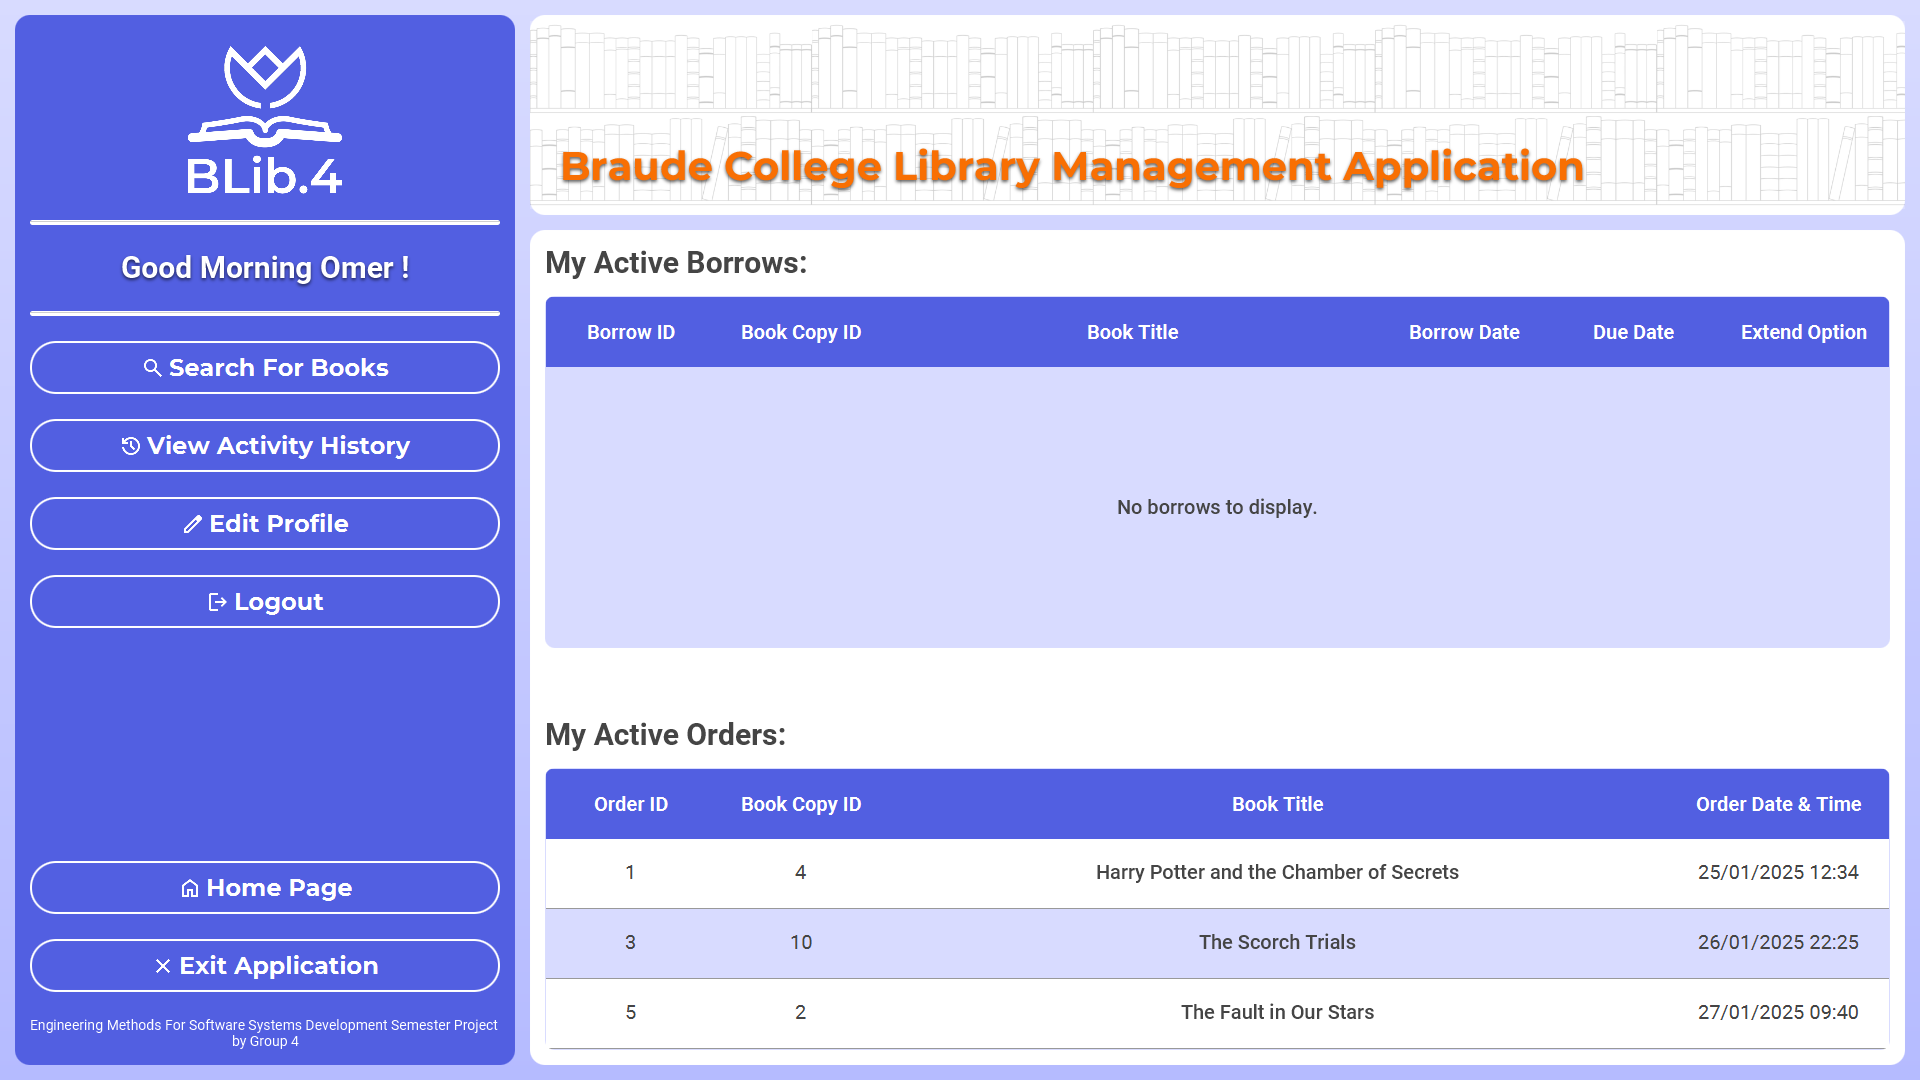 BLib.4
Good Morning Omer !
Search For Books
View Activity History
Edit Profile
Logout
Home Page
Exit Application
Engineering Methods For Software Systems Development Semester Project
by Group 4
Braude College Library Management Application
My Active Borrows:
Borrow ID Book Copy ID Book Title Borrow Date Due Date Extend Option
No borrows to display.
My Active Orders:
Order ID Book Copy ID Book Title Order Date & Time
1 4 Harry Potter and the Chamber of Secrets 25/01/2025 12:34
3 10 The Scorch Trials 26/01/2025 22:25
5 2 The Fault in Our Stars 27/01/2025 09:40